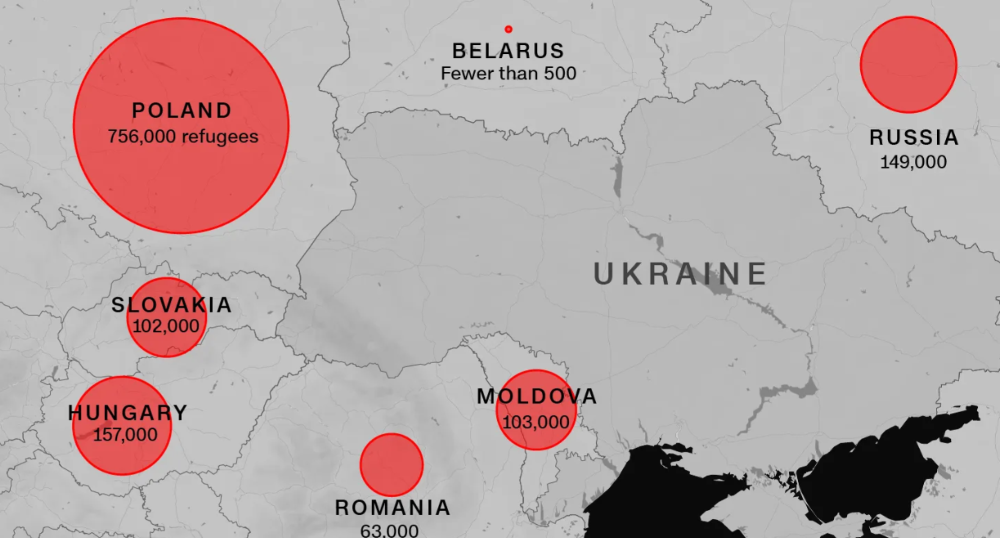 BELARUS
Fewer than 500
POLAND
756,000 refugees
RUSSIA
149,000
UKRAINE
SLOVAKIA
102,000
MOLDOVA
103,000
HUNGARY
157,000
ROMANIA
63,000